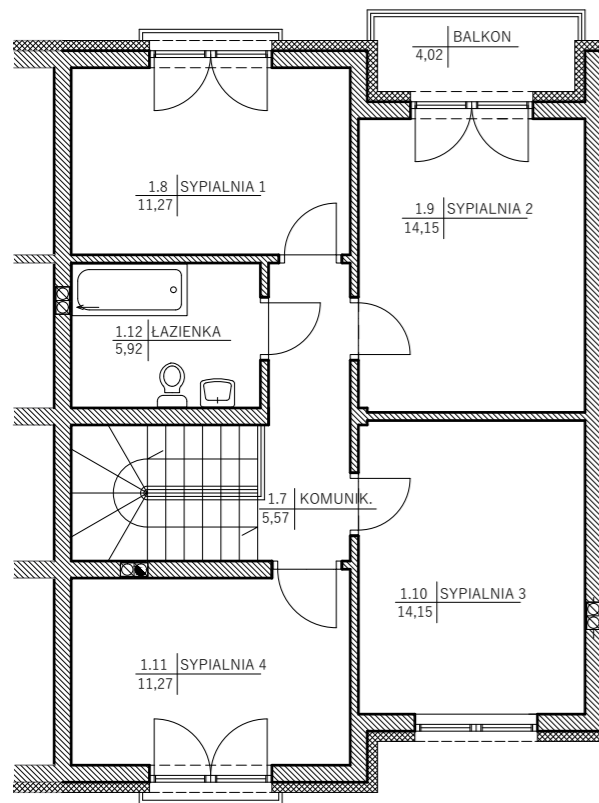 BALKON
4,02
1.8 SYPIALNIA 1
11,27
1.9 SYPIALNIA 2
14,15
1.12 ŁAZIENKA
5,92
1.7 KOMUNIK.
5,57
1.10 SYPIALNIA 3
14,15
1.11 SYPIALNIA 4
11,27